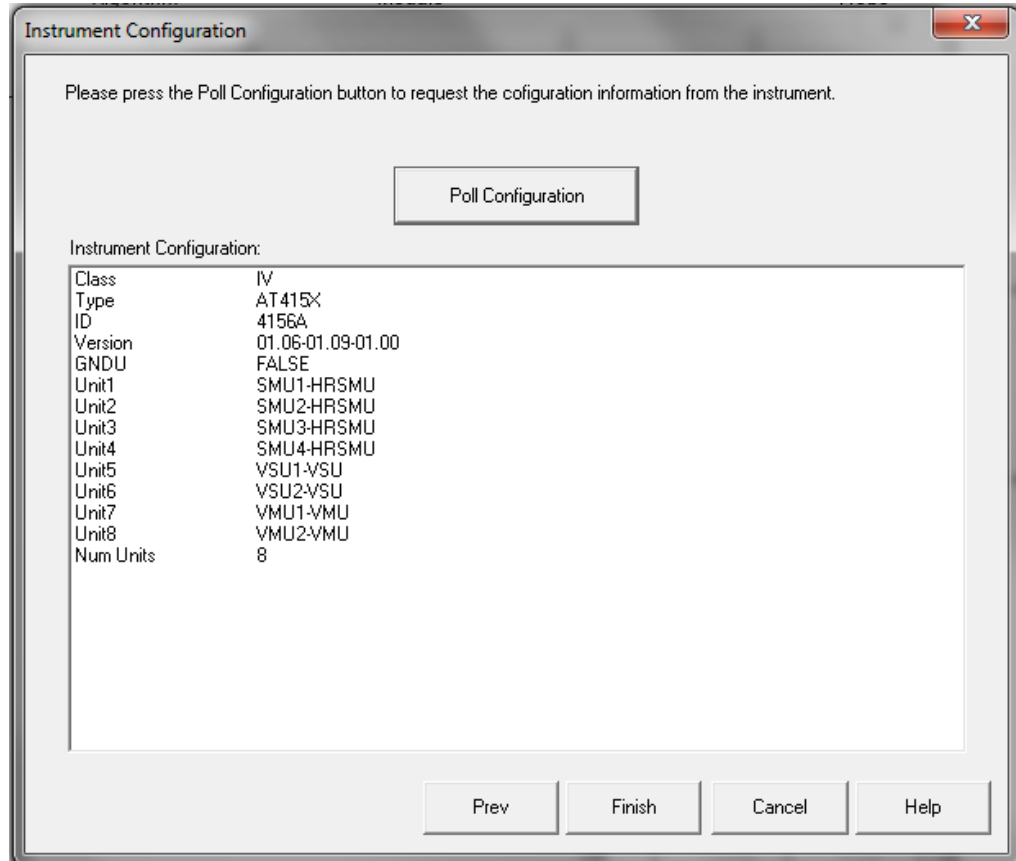 Instrument Configuration
Please press the Poll Configuration button to request the cofiguration information from the instrument.
Poll Configuration
Instrument Configuration:
Class IV
Type AT415X
ID 4156A
Version 01.06-01.09-01.00
GNDU FALSE
Unit1 SMU1-HRSMU
Unit2 SMU2-HRSMU
Unit3 SMU3-HRSMU
Unit4 SMU4-HRSMU
Unit5 VSU1-VSU
Unit6 VSU2-VSU
Unit7 VMU1-VMU
Unit8 VMU2-VMU
Num Units 8
Prev Finish Cancel Help